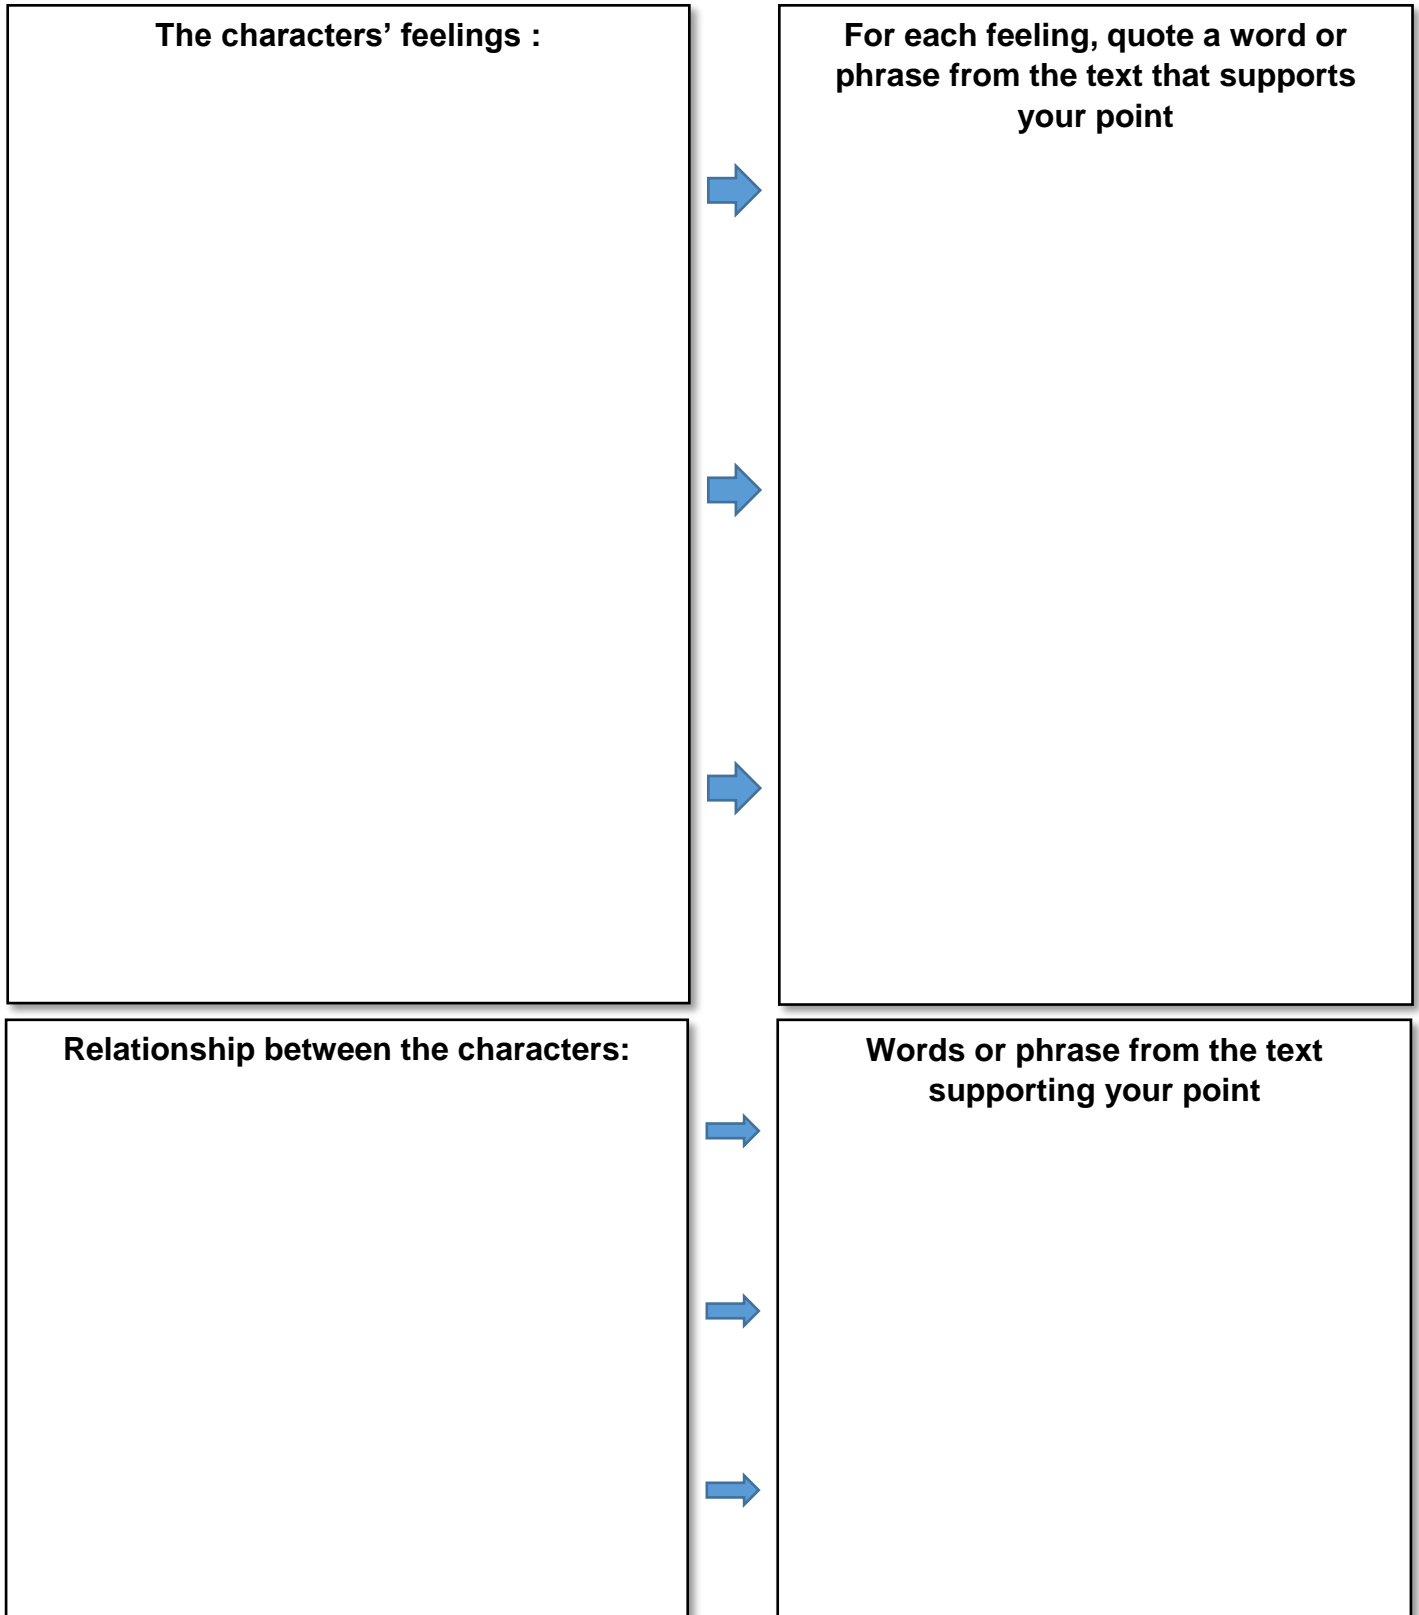 The characters’ feelings :
For each feeling, quote a word or
phrase from the text that supports
your point
Relationship between the characters:
Words or phrase from the text
supporting your point